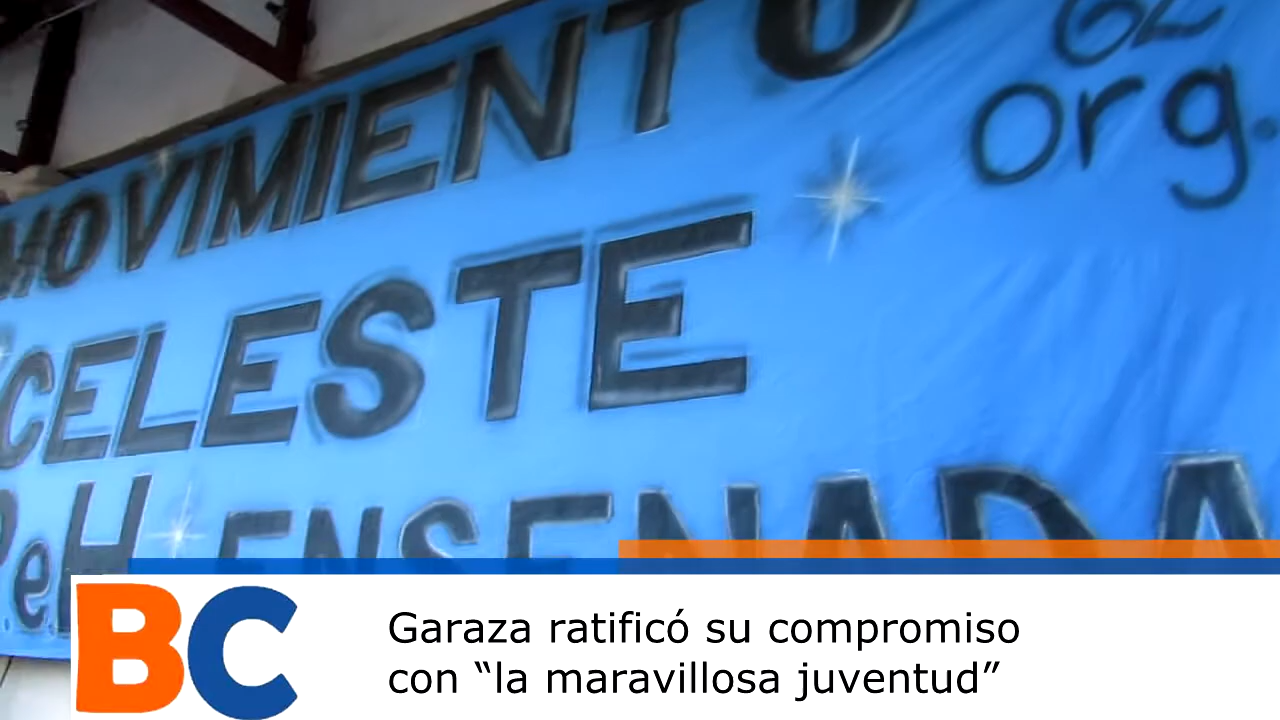 MOVIMIENTO
Org.
CELESTE
P.e.H ENSENADA
BC
Garaza ratificó su compromiso
con “la maravillosa juventud”